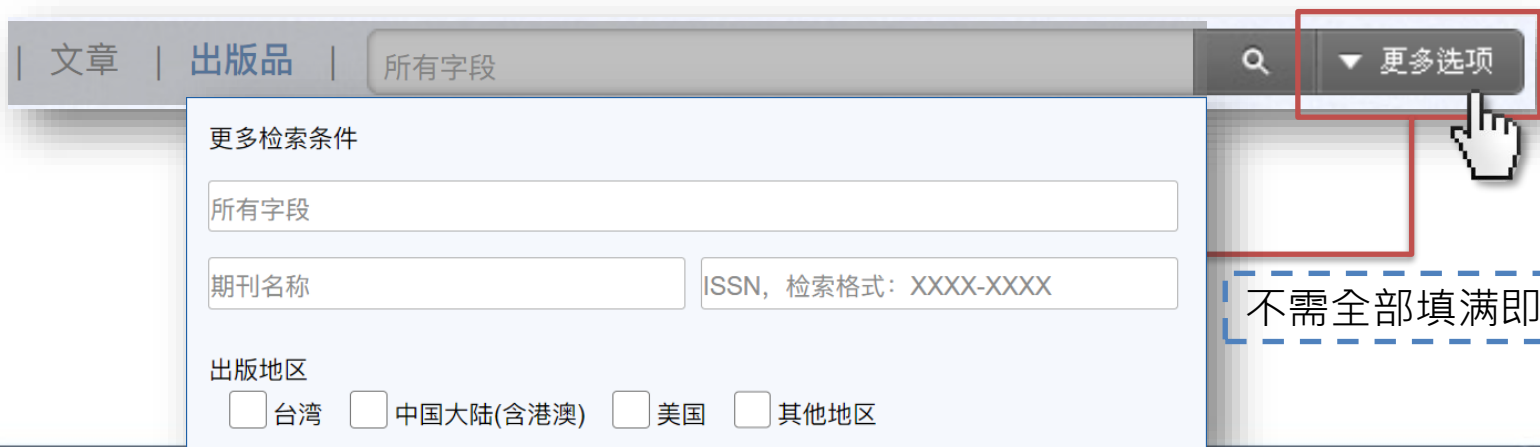 | 文章 | 出版品 | 所有字段 更多选项
更多检索条件
所有字段
期刊名称 ISSN，检索格式：XXXX-XXXX
不需全部填满即
出版地区
台湾 中国大陆(含港澳) 美国 其他地区